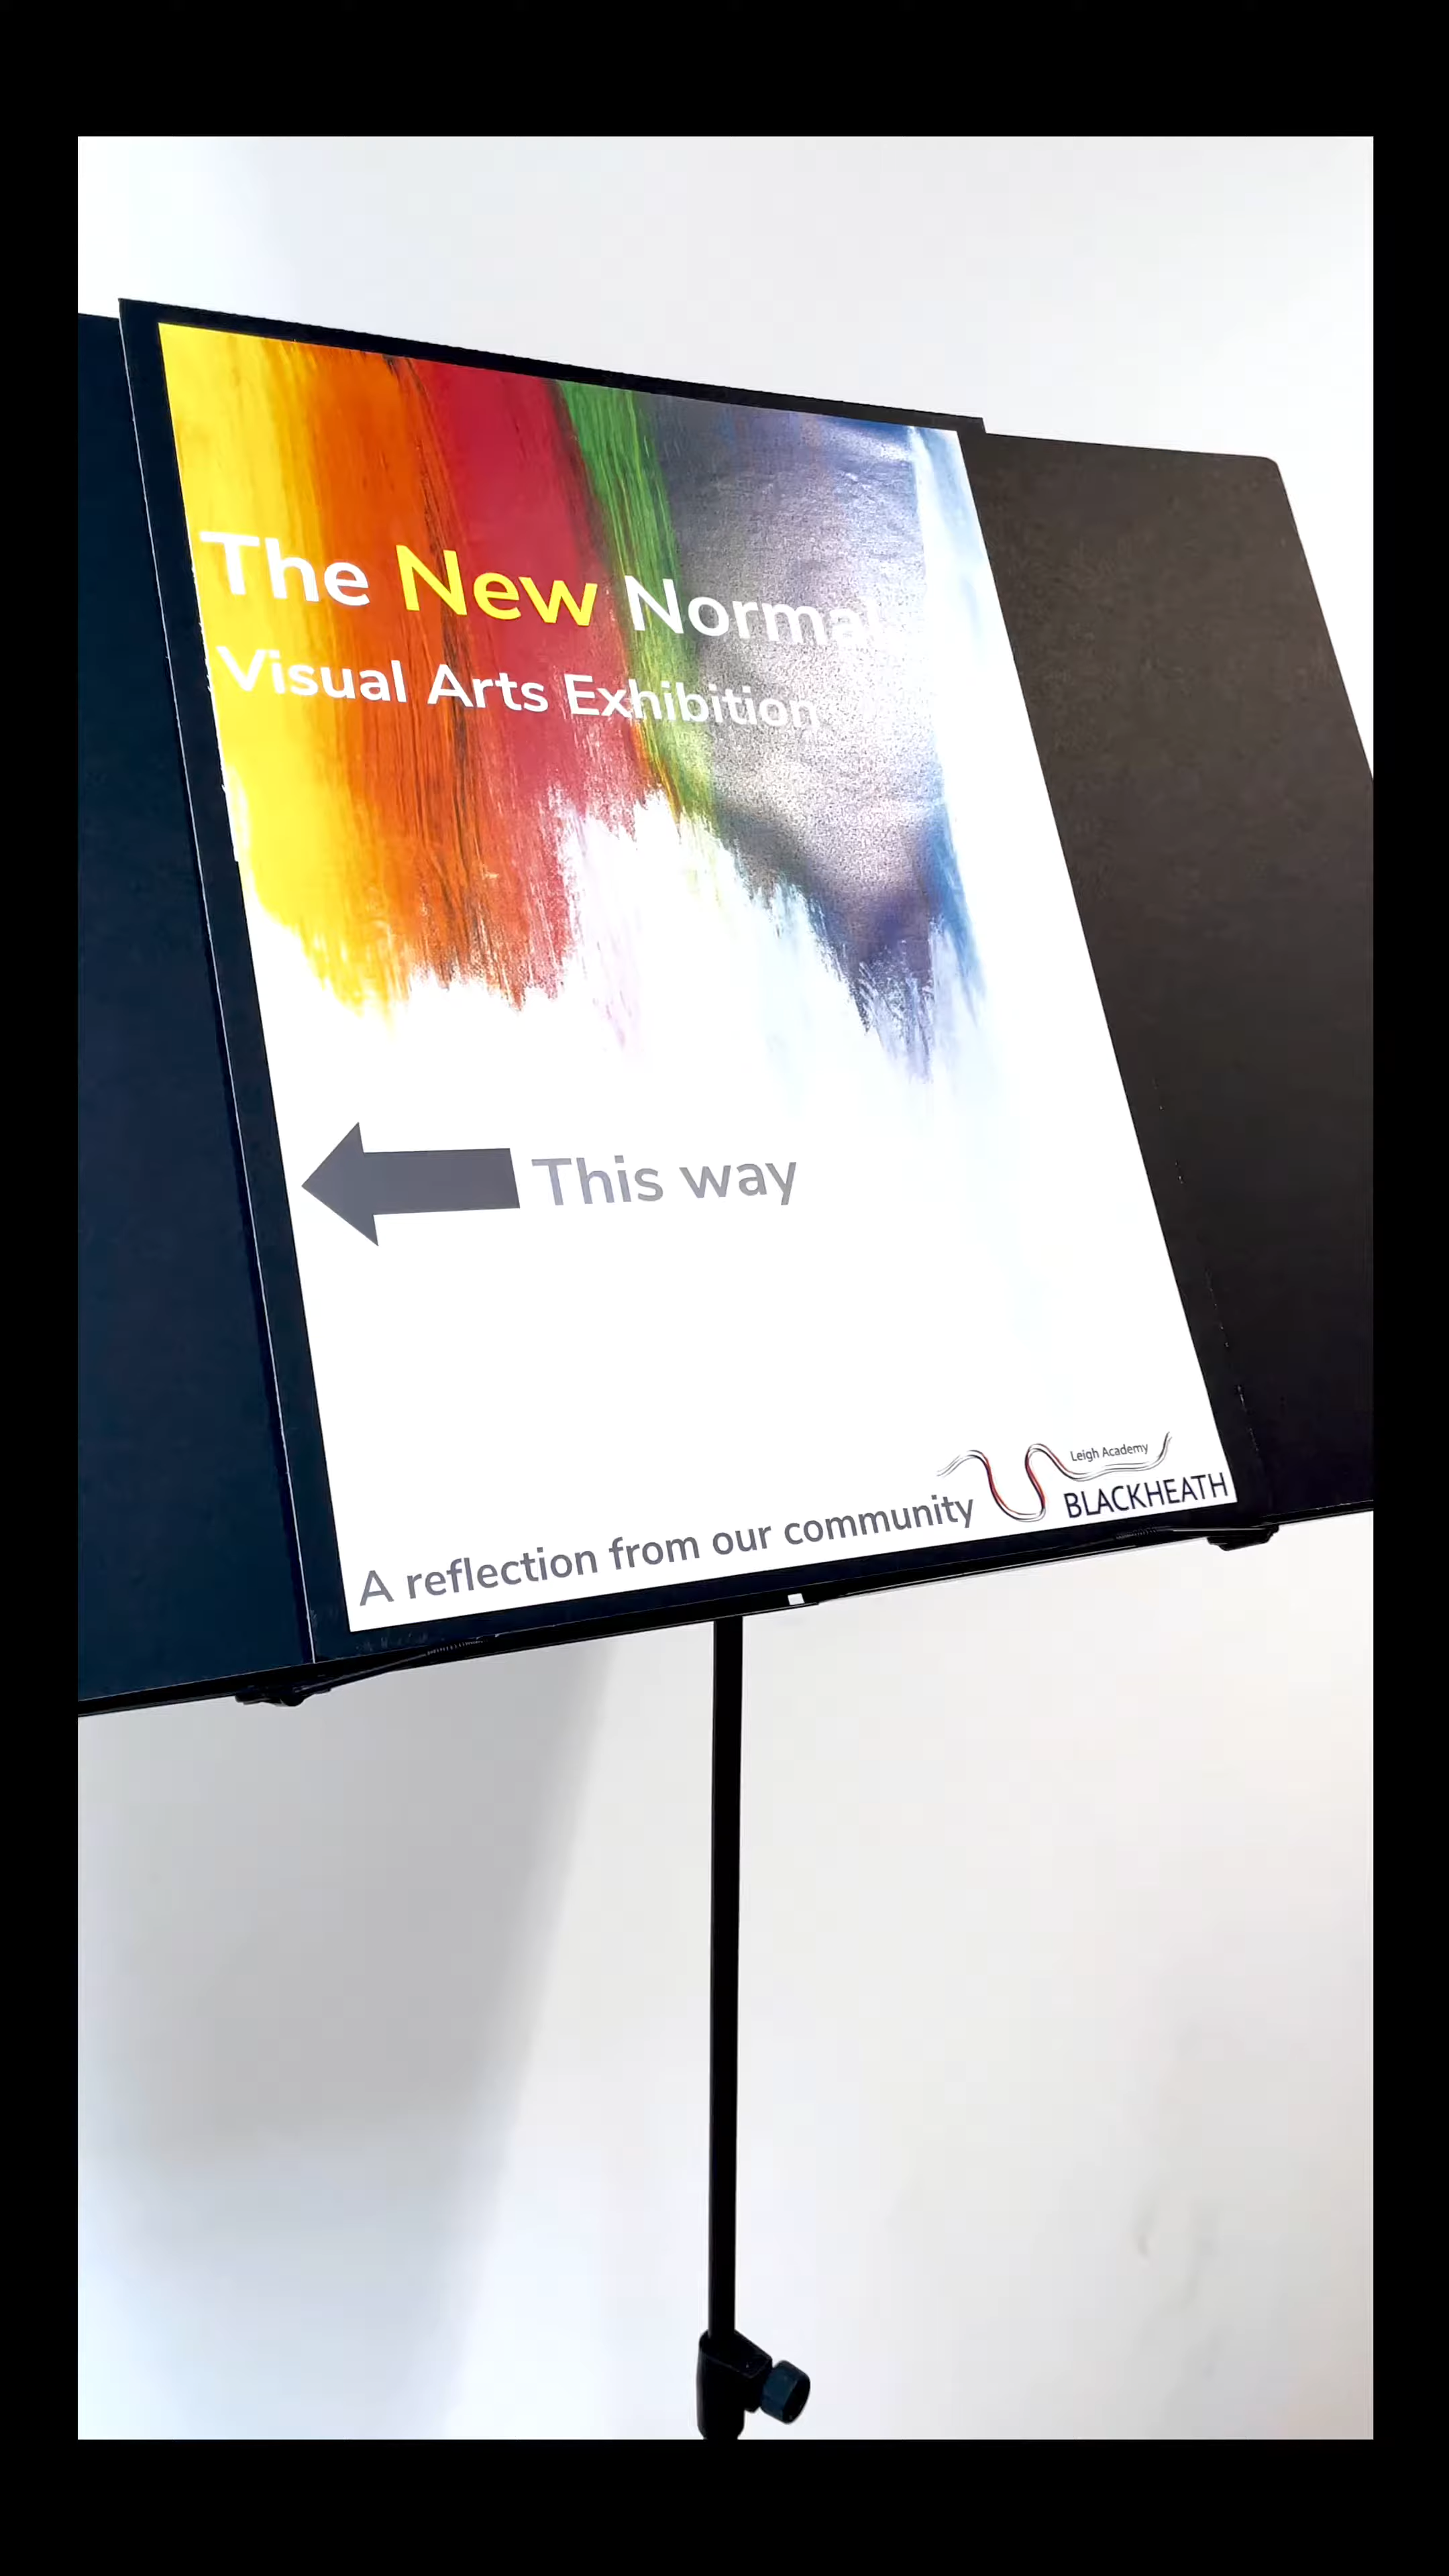 The New Normal
Visual Arts Exhibition
This way
Leigh Academy
BLACKHEATH
A reflection from our community